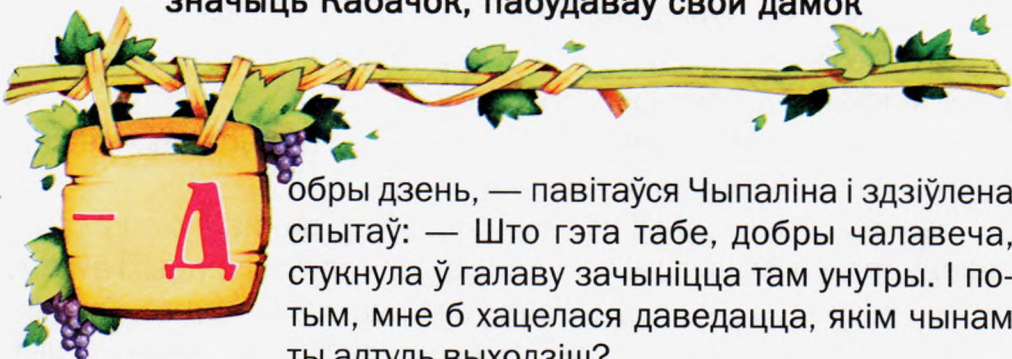 значыць Кабачок, пабудаваў свой дамок
— Добры дзень, — павітаўся Чыпаліна і здзіўлена
спытаў: — Што гэта табе, добры чалавеча,
стукнула ў галаву зачыніцца там унутры. І по-
тым, мне б хацелася даведацца, якім чынам
ты адтуль выходзіш?